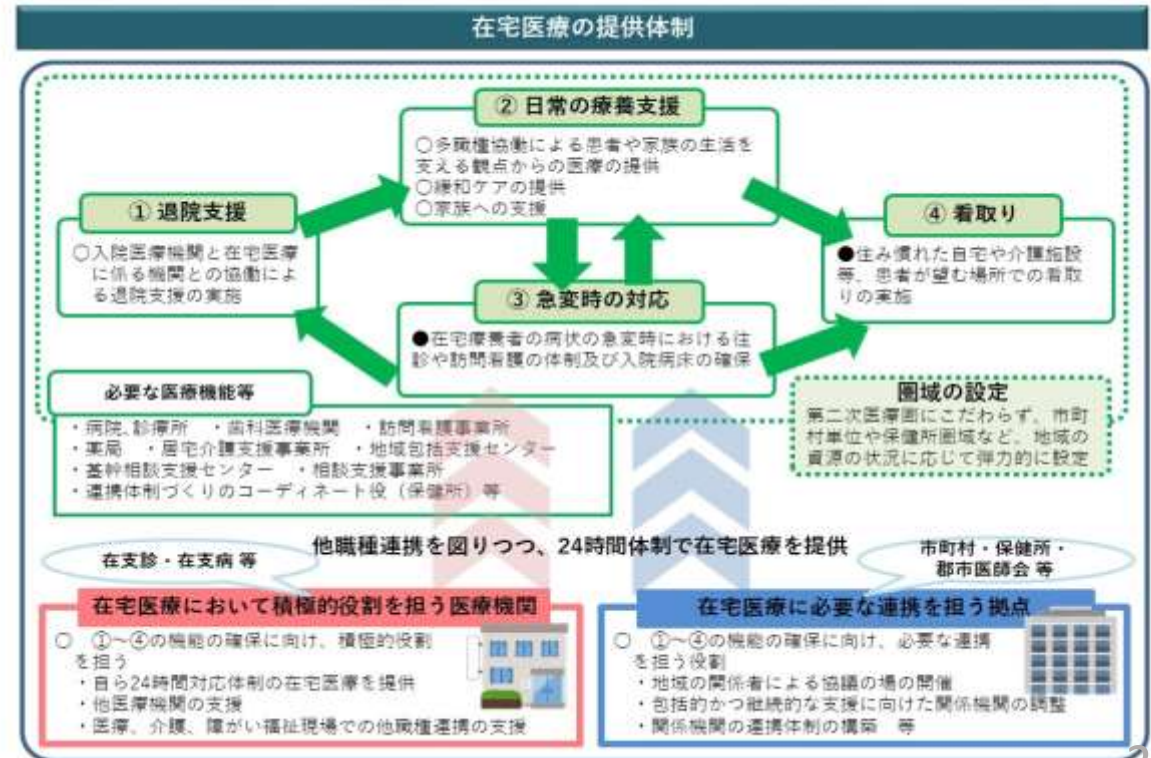 在宅医療の提供体制
② 日常の療養支援
○多職種協働による患者や家族の生活を
支える観点からの医療の提供
○緩和ケアの提供
○家族への支援
① 退院支援
○入院医療機関と在宅医療
に係る機関との協働によ
る退院支援の実施
④ 看取り
●住み慣れた自宅や介護施設
等、患者が望む場所での看取
りの実施
③ 急変時の対応
●在宅療養者の病状の急変時における往
診や訪問看護の体制及び入院病床の確保
必要な医療機能等
・病院、診療所　・歯科医療機関　・訪問看護事業所
・薬局　・居宅介護支援事業所　・地域包括支援センター
・基幹相談支援センター　・相談支援事業所
・連携体制づくりのコーディネート役（保健所）等
圏域の設定
第二次医療圏にこだわらず、市町
村単位や保健所圏域など、地域の
資源の状況に応じて弾力的に設定
他職種連携を図りつつ、24時間体制で在宅医療を提供
在支診・在支病 等
市町村・保健所・
郡市医師会 等
在宅医療において積極的役割を担う医療機関
○　①～④の機能の確保に向け、積極的役割
を担う
・自ら24時間対応体制の在宅医療を提供
・他医療機関の支援
・医療、介護、障がい福祉現場での他職種連携の支援
在宅医療に必要な連携を担う拠点
○　①～④の機能の確保に向け、必要な連携
を担う役割
・地域の関係者による協議の場の開催
・包括的かつ継続的な支援に向けた関係機関の調整
・関係機関の連携体制の構築　等